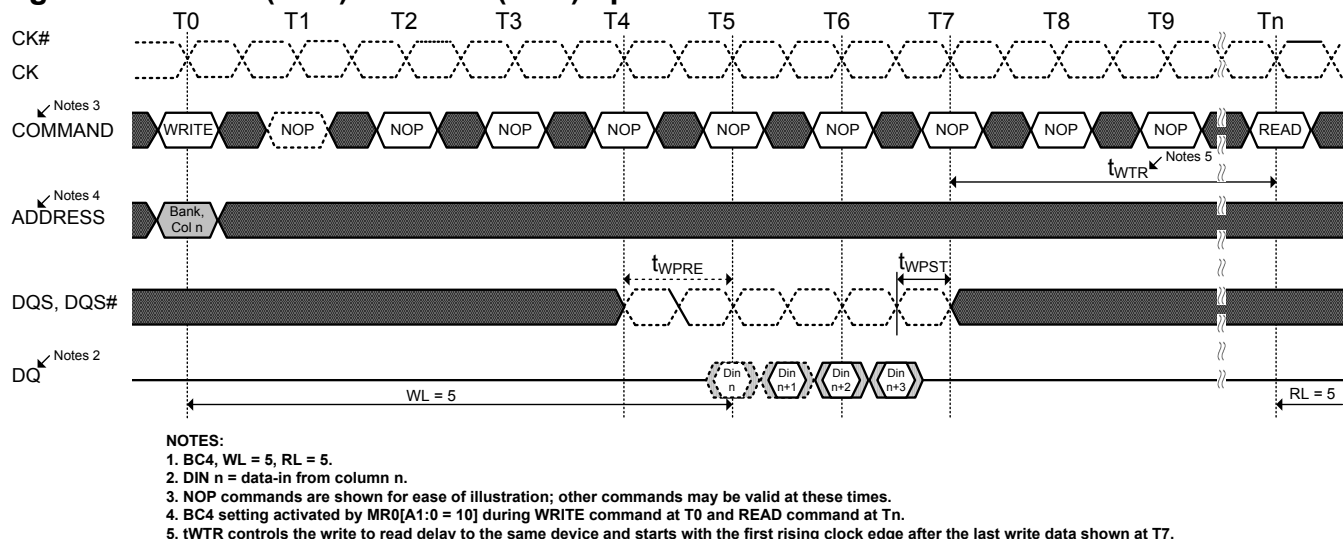 T0 T1 T2 T3 T4 T5 T6 T7 T8 T9 Tn
CK#
CK
Notes 3
COMMAND WRITE NOP NOP NOP NOP NOP NOP NOP NOP NOP READ
tWTR Notes 5
Notes 4
ADDRESS
Bank,
Col n
tWPRE tWPST
DQS, DQS#
Notes 2
DQ
Din Din Din Din
n n+1 n+2 n+3
WL = 5 RL = 5
NOTES:
1. BC4, WL = 5, RL = 5.
2. DIN n = data-in from column n.
3. NOP commands are shown for ease of illustration; other commands may be valid at these times.
4. BC4 setting activated by MR0[A1:0 = 10] during WRITE command at T0 and READ command at Tn.
5. tWTR controls the write to read delay to the same device and starts with the first rising clock edge after the last write data shown at T7.